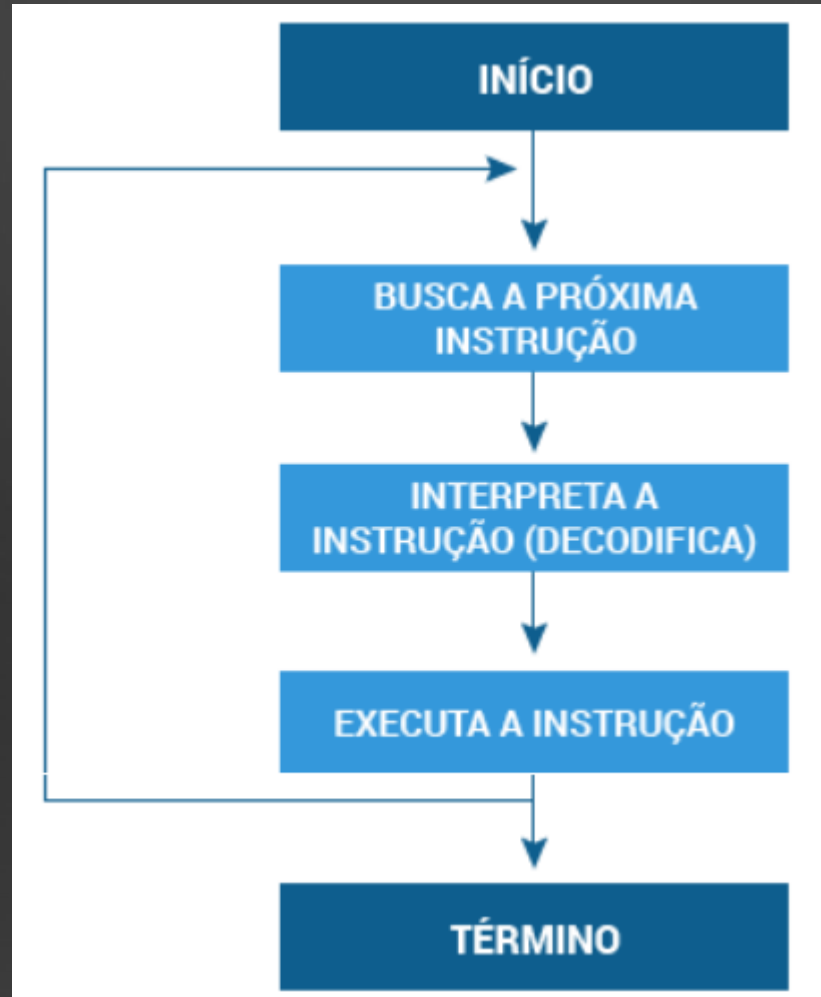 INÍCIO
BUSCA A PRÓXIMA
INSTRUÇÃO
INTERPRETA A
INSTRUÇÃO (DECODIFICA)
EXECUTA A INSTRUÇÃO
TÉRMINO